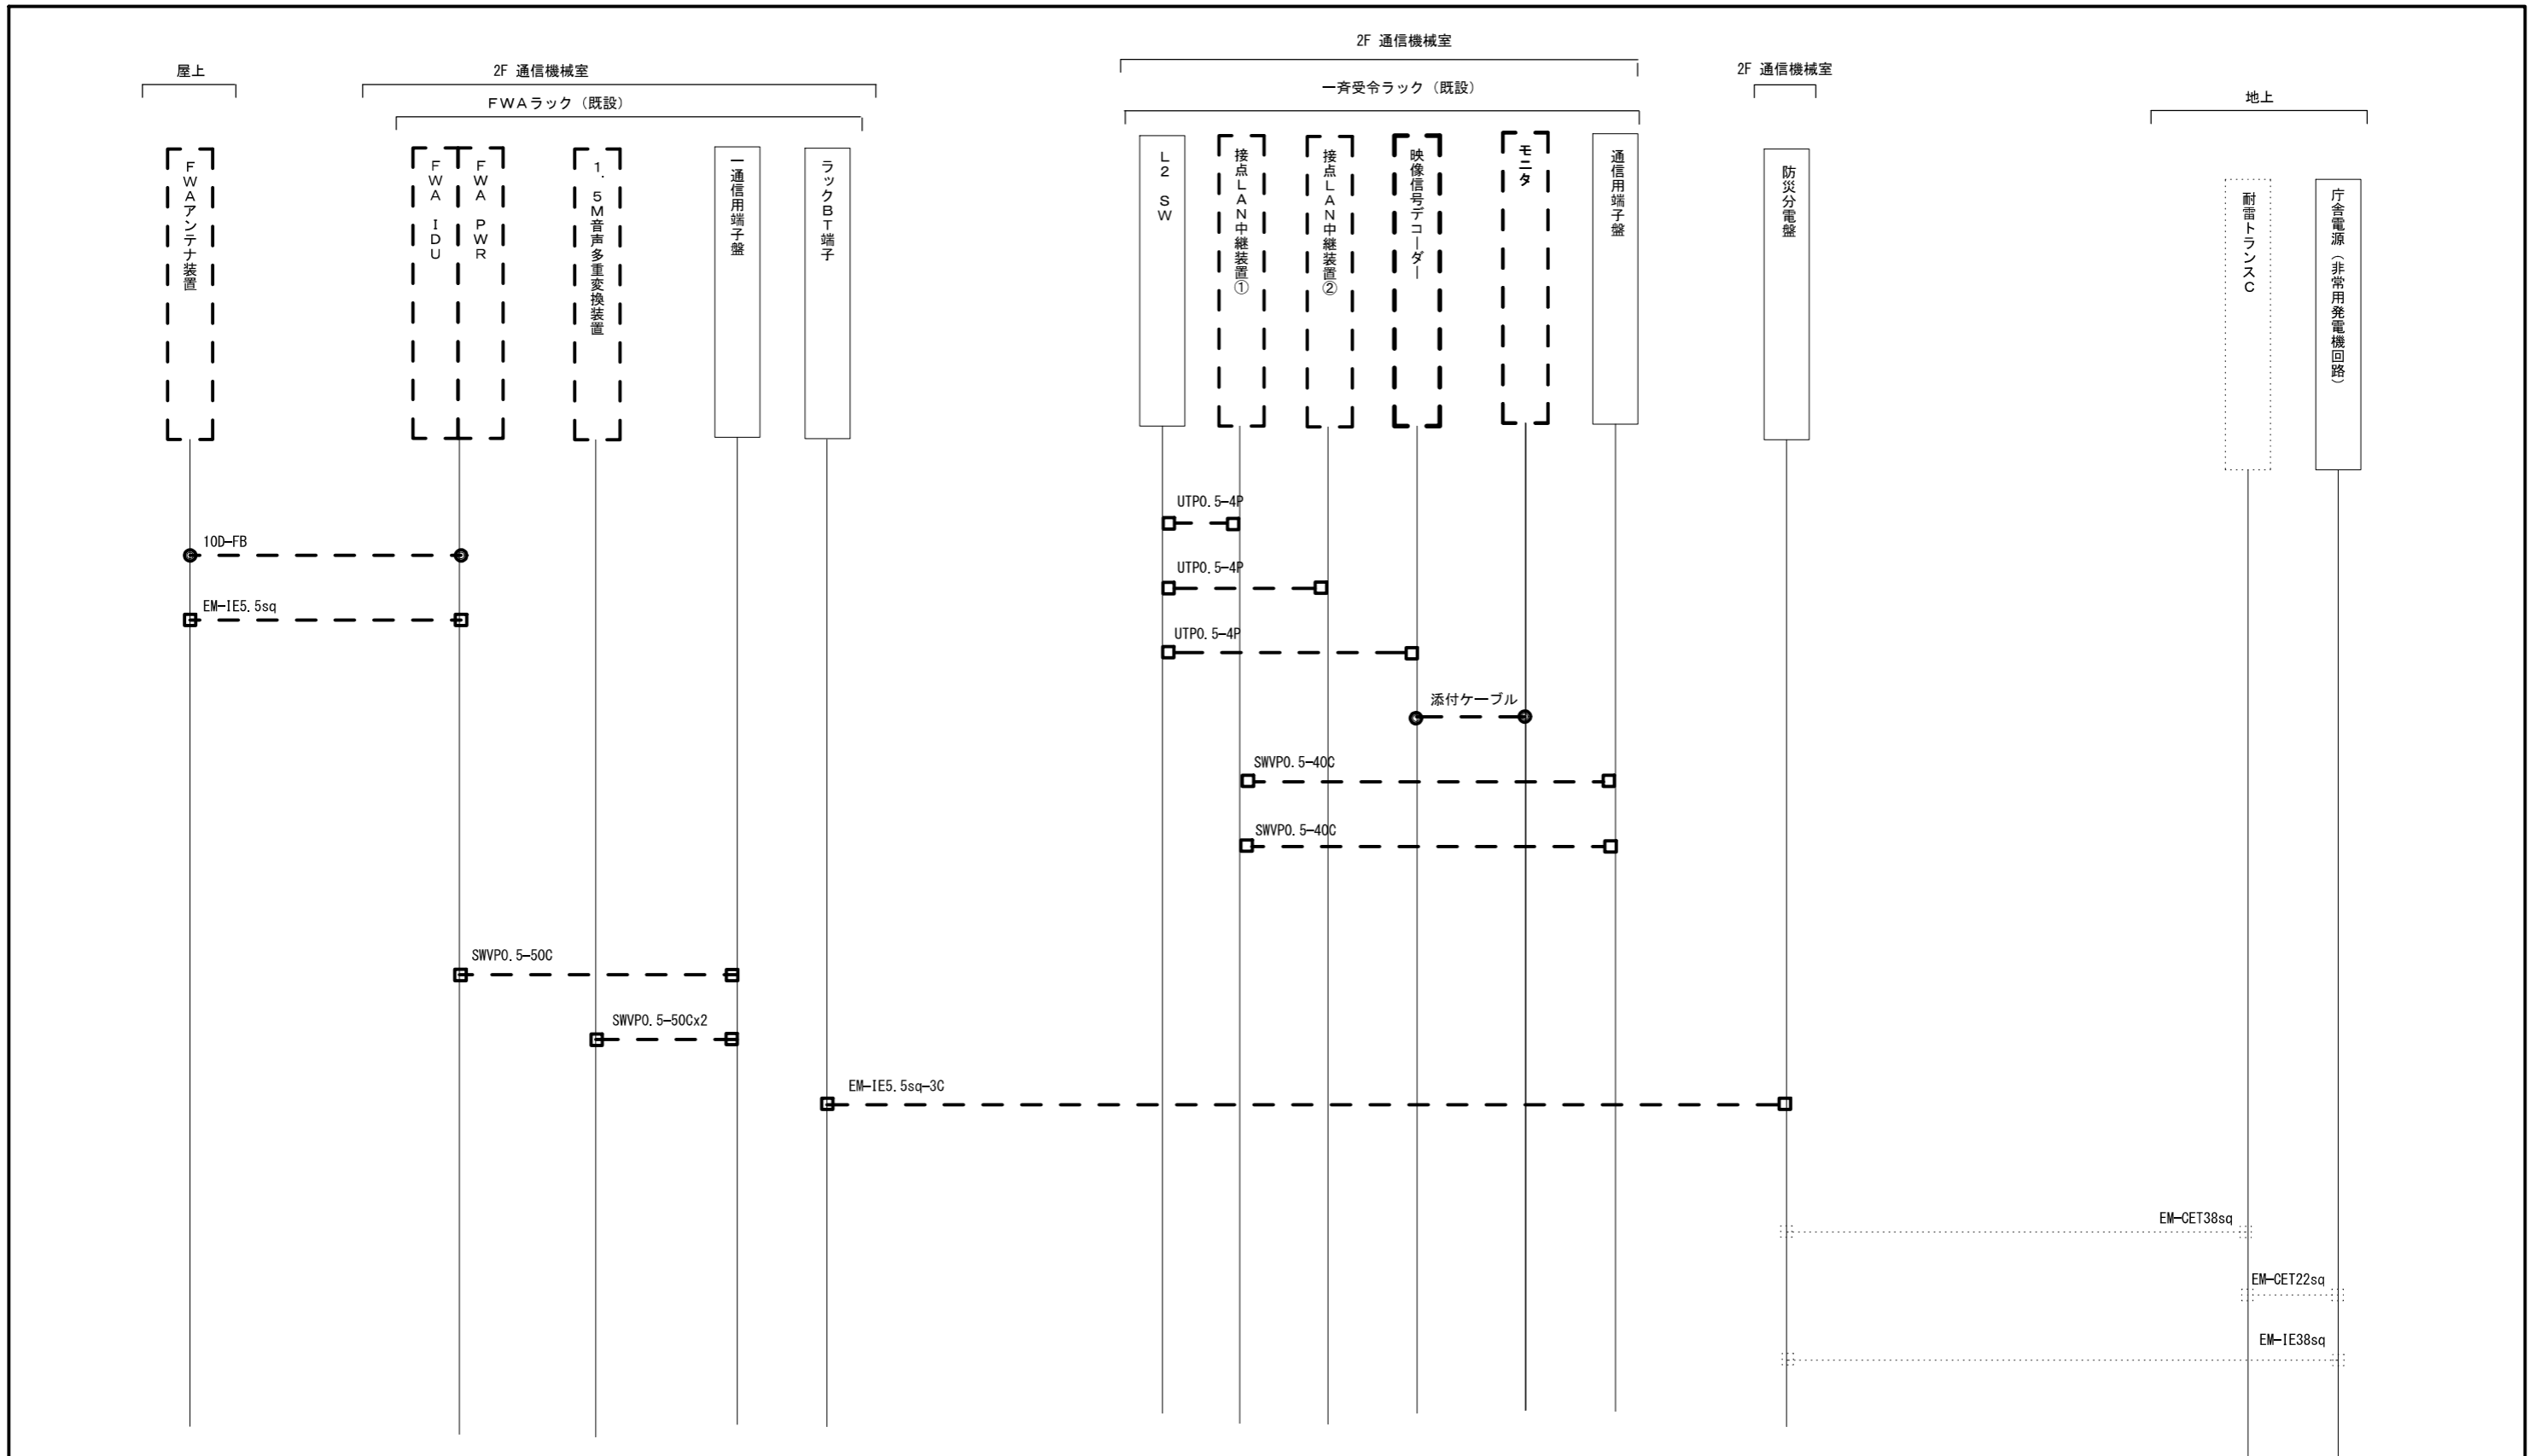 2F 通信機械室
屋上
2F 通信機械室
2F 通信機械室
一斉受令ラック（既設）
地上
FWAラック（既設）
FWAアンテナ装置
FWA IDU
FWA PWR
1.5M音声多重変換装置
一通信用端子盤
ラックBT端子
L2 SW
接点LAN中継装置①
接点LAN中継装置②
映像信号デコーダー
モニタ
通信用端子盤
防災分電盤
耐雷トランスC
庁舎電源（非常用発電機回路）
UTP0.5-4P
10D-FB
UTP0.5-4P
EM-IE5.5sq
UTP0.5-4P
添付ケーブル
SWVP0.5-40C
SWVP0.5-40C
SWVP0.5-50C
SWVP0.5-50Cx2
EM-IE5.5sq-3C
EM-CET38sq
EM-CET22sq
EM-IE38sq